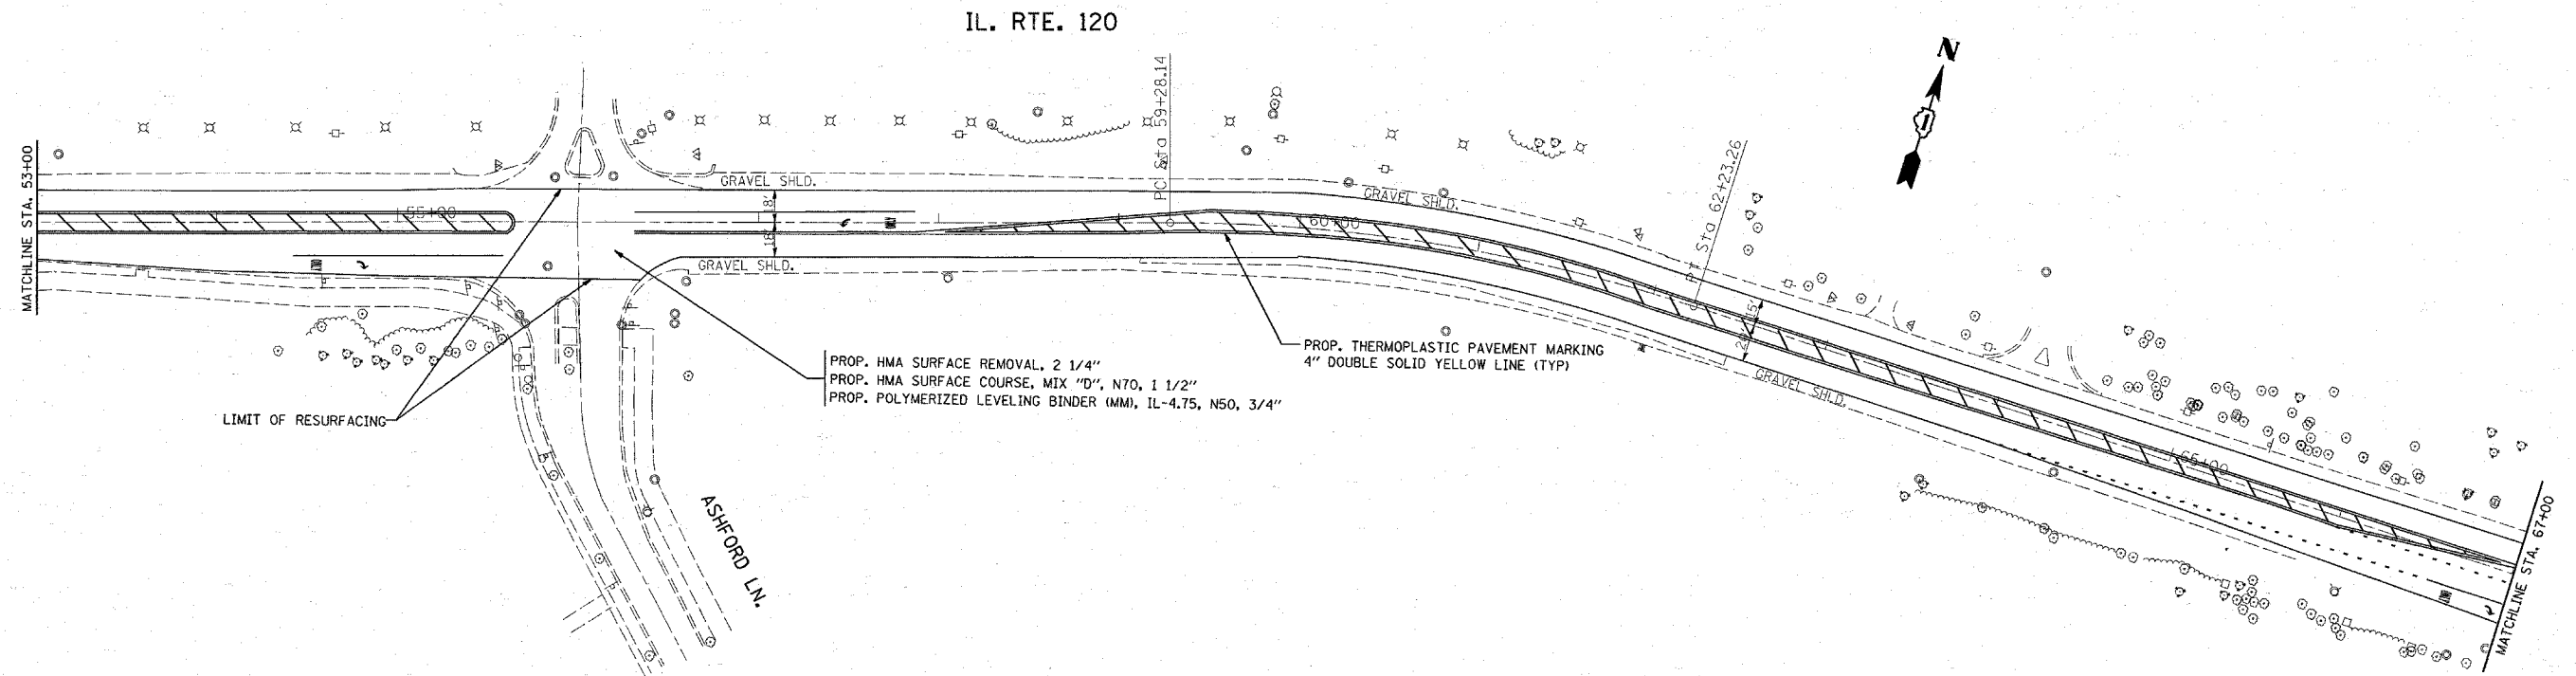 IL. RTE. 120
N
1
MATCHLINE STA. 53+00
55+00
GRAVEL SHLD.
8'
GRAVEL SHLD.
PC Sta 59+28.14
60+00
GRAVEL SHLD.
PT Sta 62+23.26
15'
GRAVEL SHLD.
65+00
MATCHLINE STA. 67+00
LIMIT OF RESURFACING
PROP. HMA SURFACE REMOVAL, 2 1/4"
PROP. HMA SURFACE COURSE, MIX "D", N70, 1 1/2"
PROP. POLYMERIZED LEVELING BINDER (MM), IL-4.75, N50, 3/4"
PROP. THERMOPLASTIC PAVEMENT MARKING
4" DOUBLE SOLID YELLOW LINE (TYP)
ASHFORD LN.